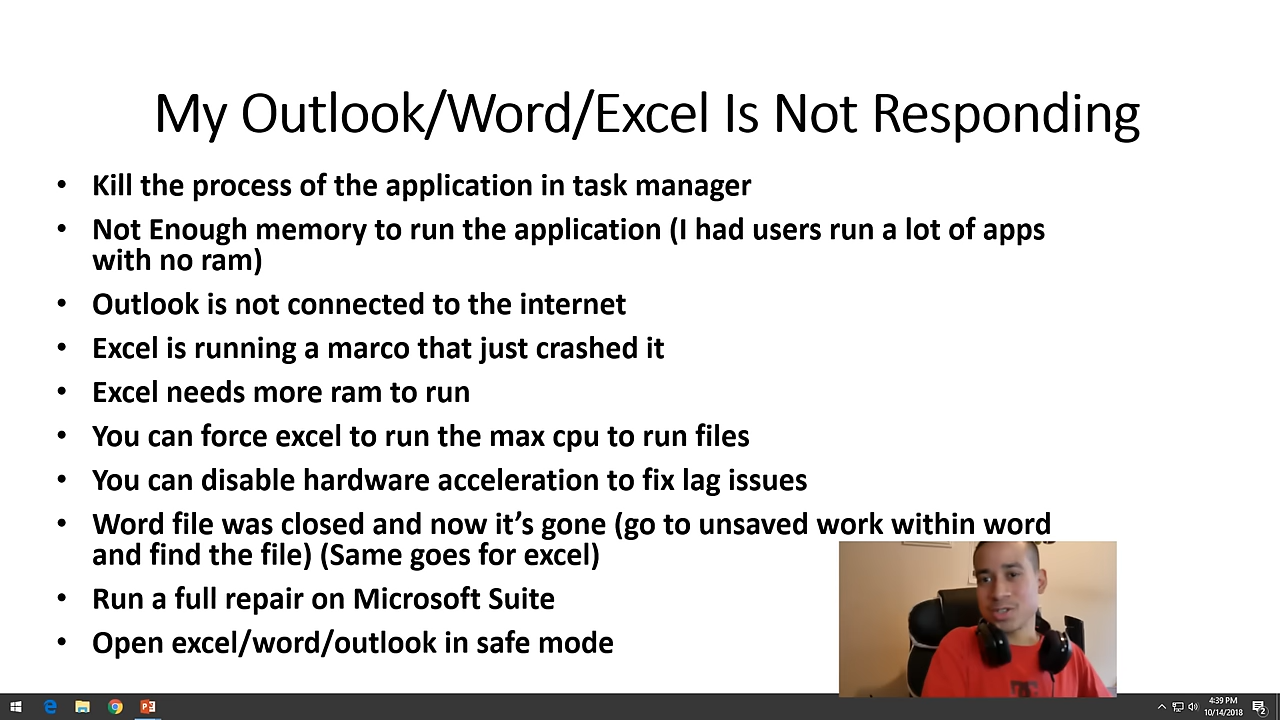 My Outlook/Word/Excel Is Not Responding
• Kill the process of the application in task manager
• Not Enough memory to run the application (I had users run a lot of apps
with no ram)
• Outlook is not connected to the internet
• Excel is running a marco that just crashed it
• Excel needs more ram to run
• You can force excel to run the max cpu to run files
• You can disable hardware acceleration to fix lag issues
• Word file was closed and now it’s gone (go to unsaved work within word
and find the file) (Same goes for excel)
• Run a full repair on Microsoft Suite
• Open excel/word/outlook in safe mode
4:39 PM
10/14/2018
2